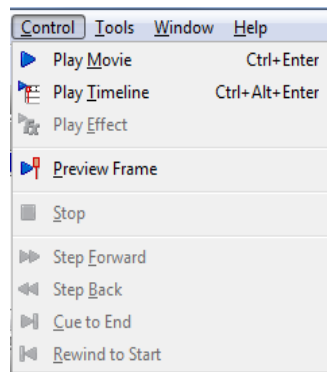 Control Tools Window Help
Play Movie Ctrl+Enter
Play Timeline Ctrl+Alt+Enter
Play Effect
Preview Frame
Stop
Step Forward
Step Back
Cue to End
Rewind to Start